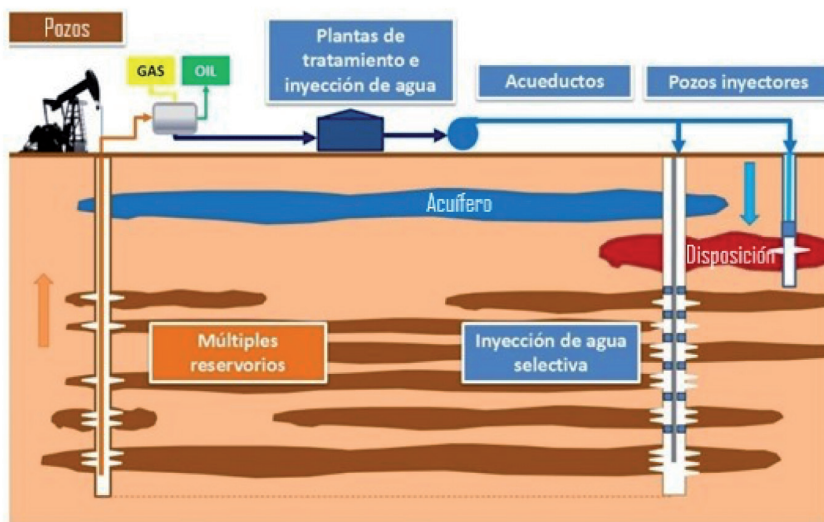 Pozos
GAS
OIL
Plantas de
tratamiento e
inyección de agua
Acueductos
Pozos inyectores
Acuífero
Disposición
Múltiples
reservorios
Inyección de agua
selectiva